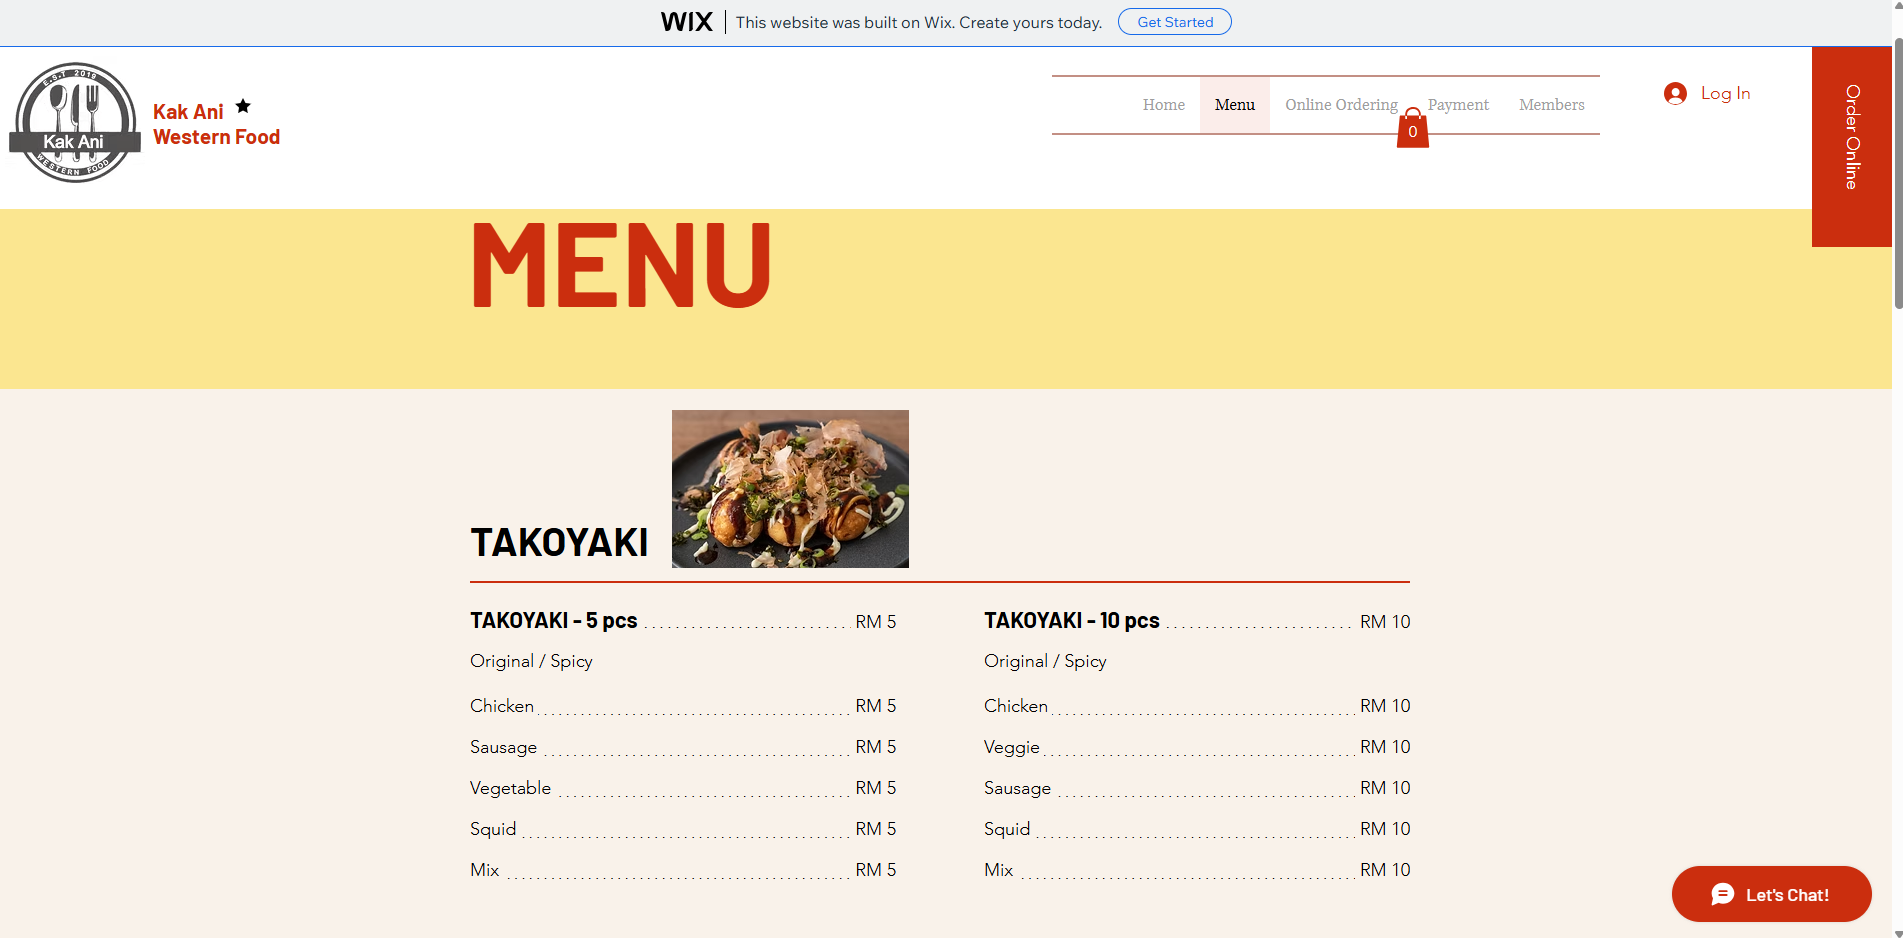 WIX This website was built on Wix. Create yours today. Get Started
E.S.T 2019
Kak Ani
WESTERN FOOD
Kak Ani
Western Food
Home Menu Online Ordering Payment Members
0
Log In
Order Online
MENU
TAKOYAKI
TAKOYAKI - 5 pcs RM 5
Original / Spicy
Chicken RM 5
Sausage RM 5
Vegetable RM 5
Squid RM 5
Mix RM 5
TAKOYAKI - 10 pcs RM 10
Original / Spicy
Chicken RM 10
Veggie RM 10
Sausage RM 10
Squid RM 10
Mix RM 10
Let's Chat!